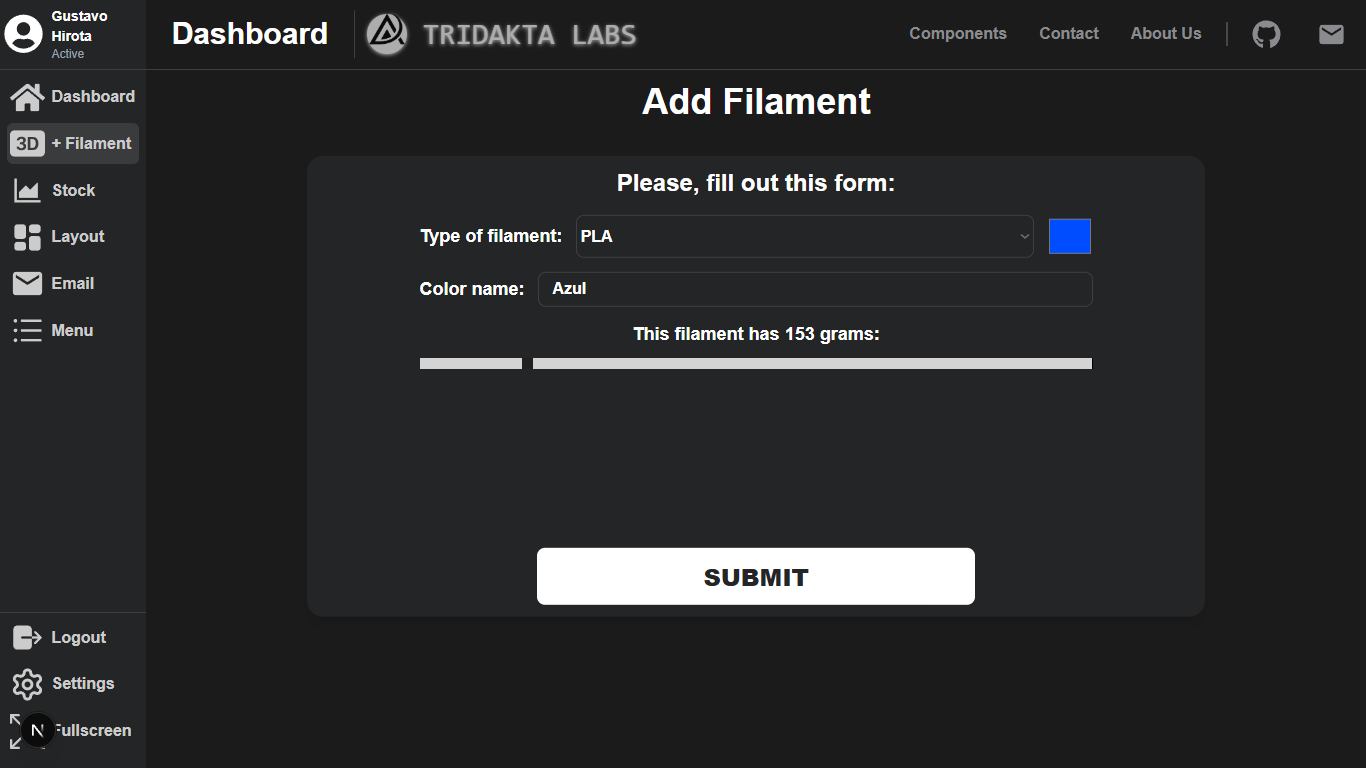 Gustavo
Hirota
Active
Dashboard
TRIDAKTA LABS
Components
Contact
About Us
Dashboard
3D + Filament
Stock
Layout
Email
Menu
Logout
Settings
N Fullscreen
Add Filament
Please, fill out this form:
Type of filament: PLA
Color name: Azul
This filament has 153 grams:
SUBMIT